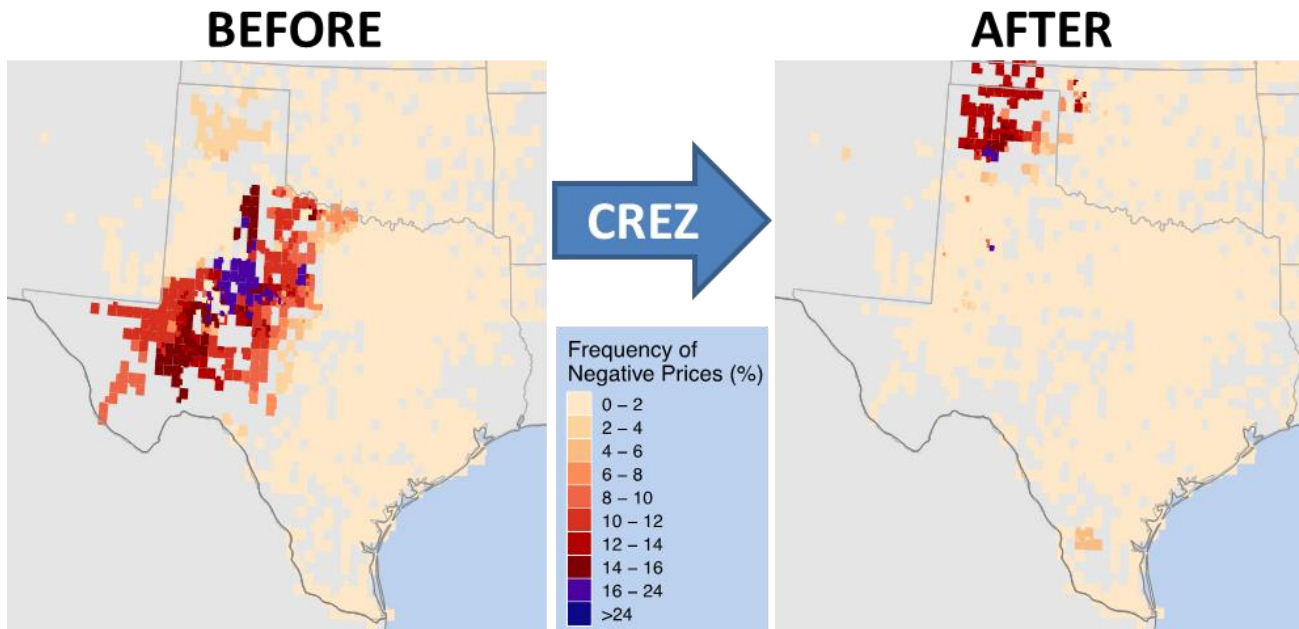 BEFORE
AFTER
CREZ
Frequency of
Negative Prices (%)
0 – 2
2 – 4
4 – 6
6 – 8
8 – 10
10 – 12
12 – 14
14 – 16
16 – 24
>24